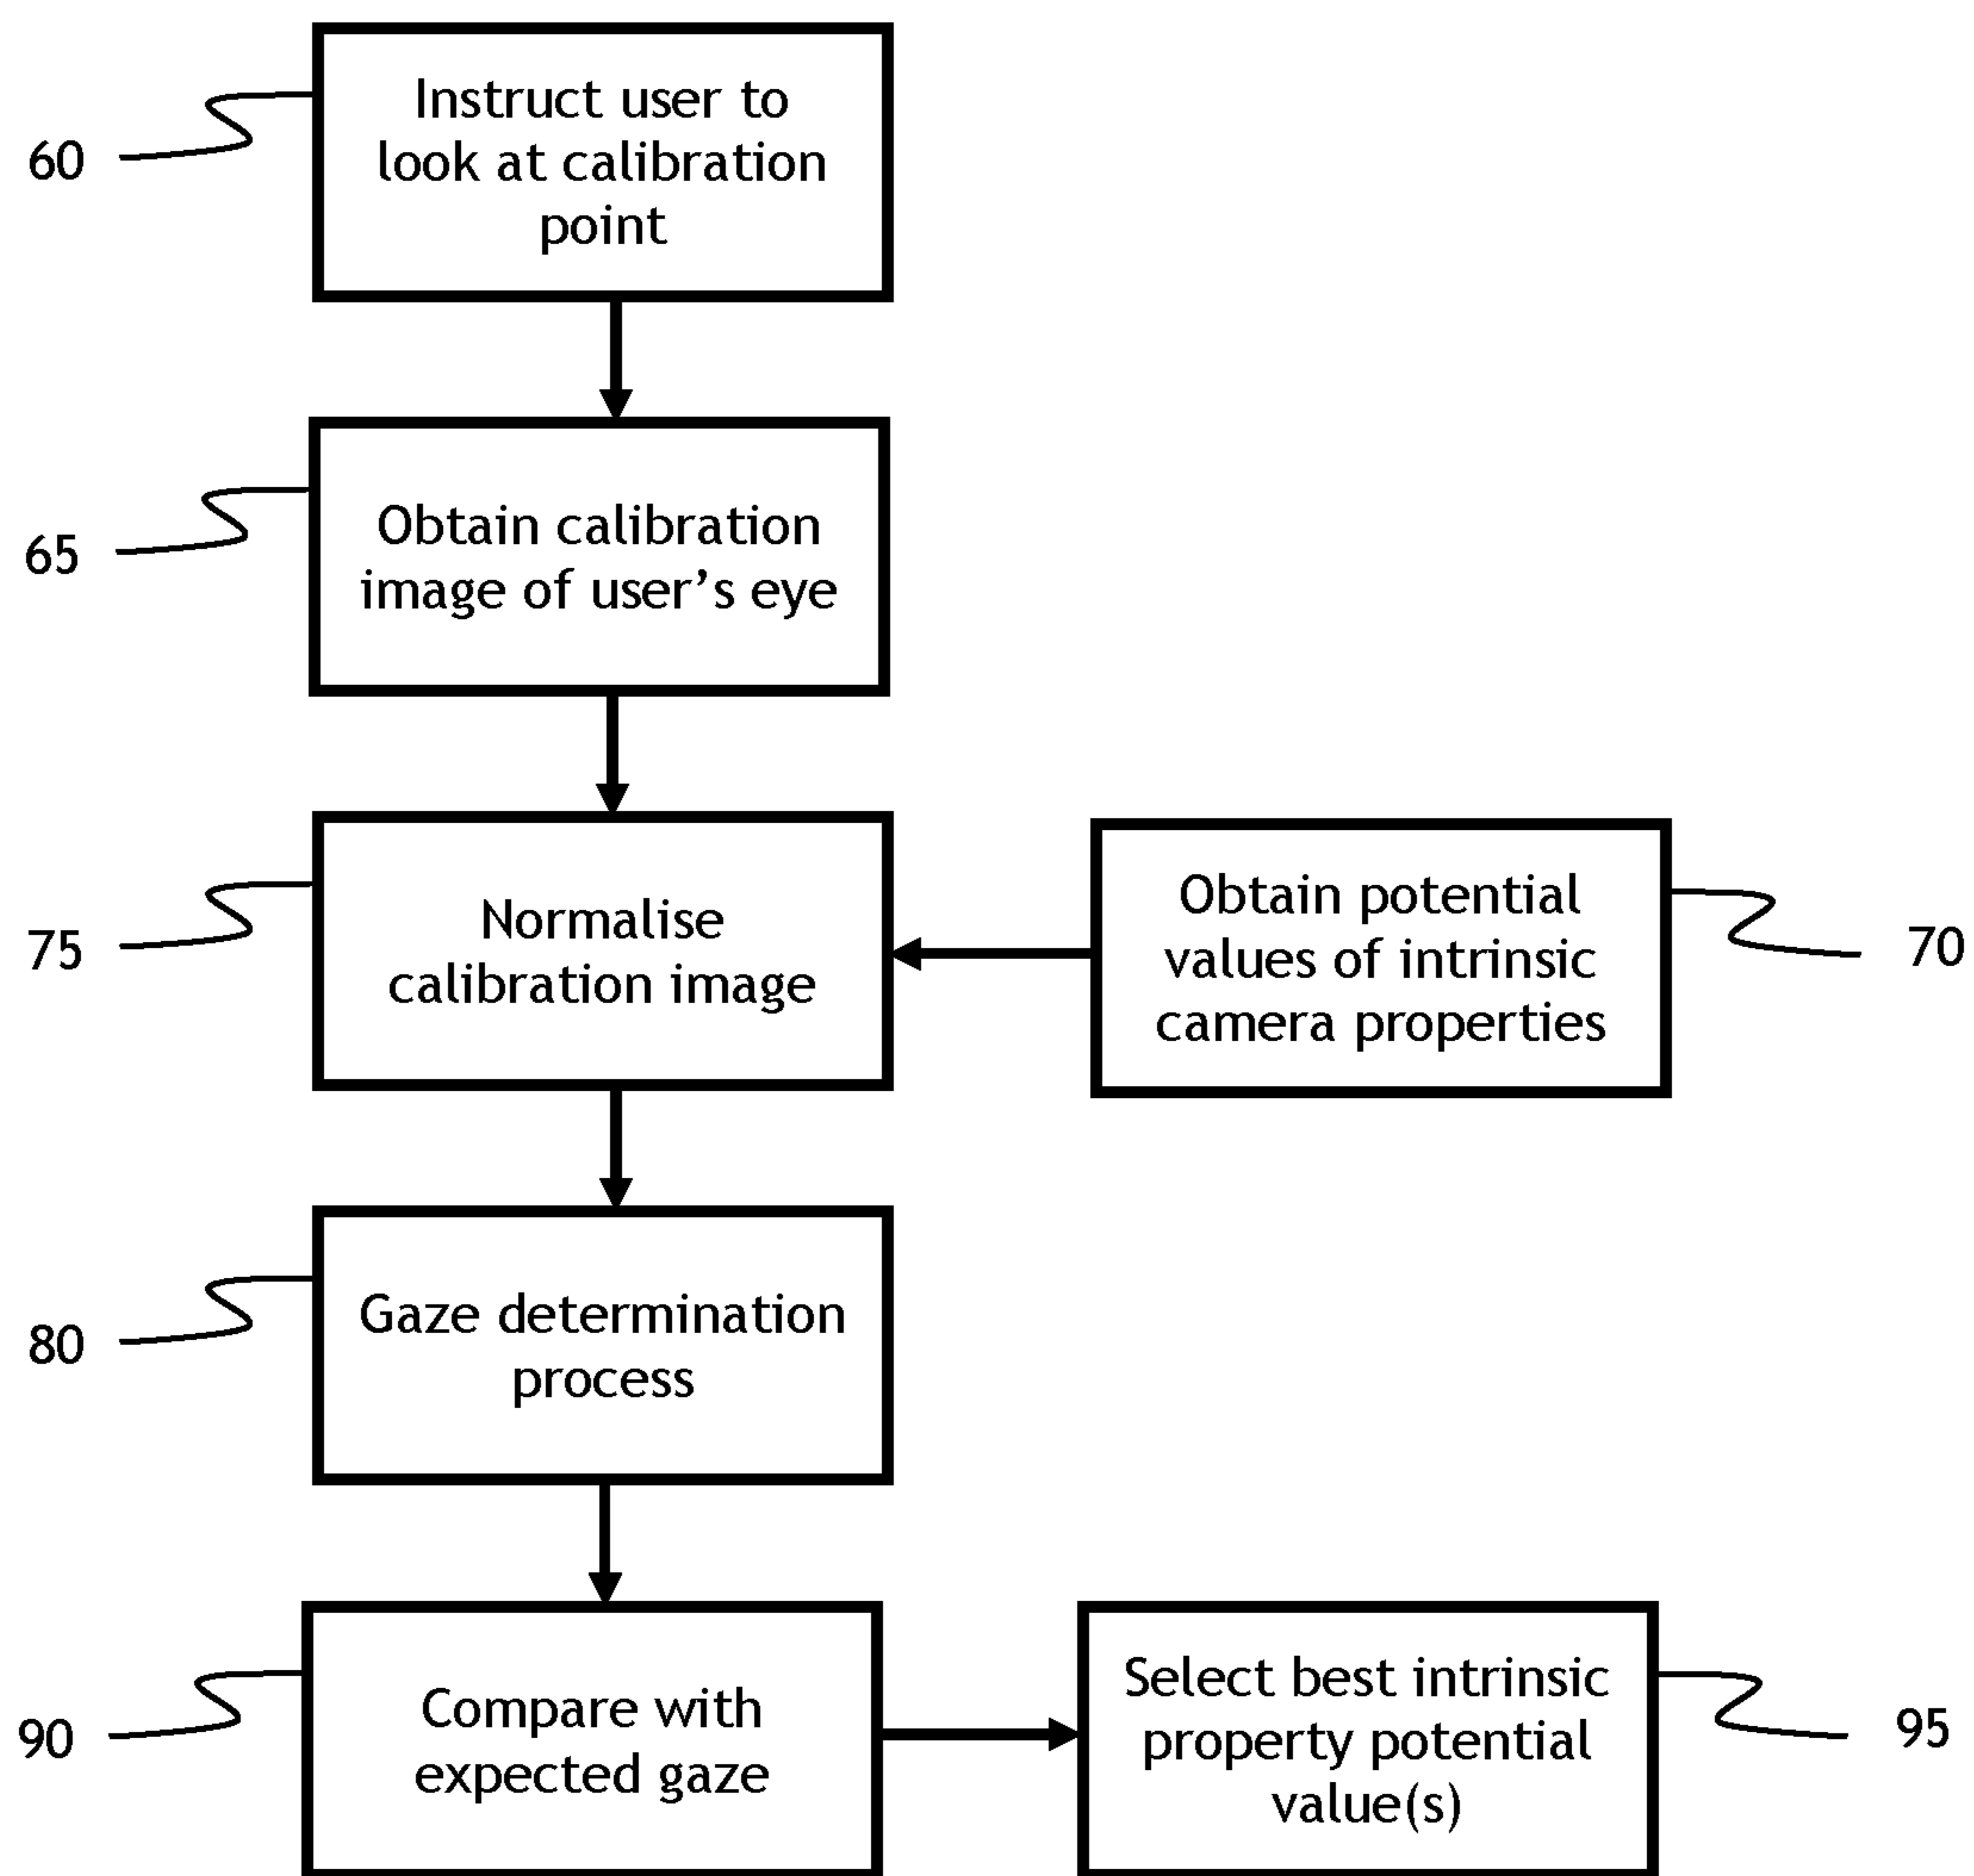 60
Instruct user to
look at calibration
point
65
Obtain calibration
image of user’s eye
75
Normalise
calibration image
Obtain potential
values of intrinsic
camera properties
70
80
Gaze determination
process
90
Compare with
expected gaze
Select best intrinsic
property potential
value(s)
95